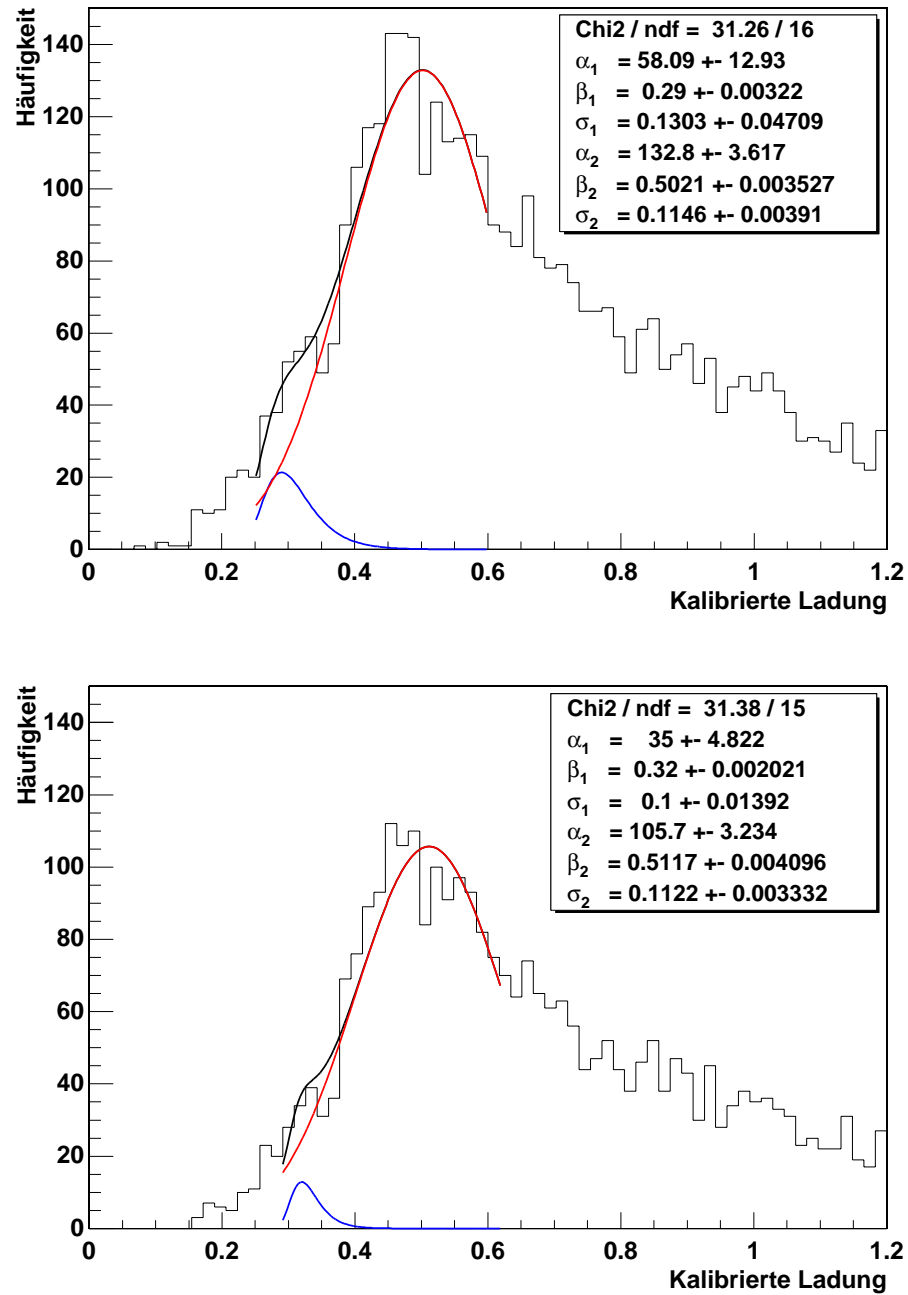 Häufigkeit
140
120
100
80
60
40
20
0
Chi2 / ndf = 31.26 / 16
α1 = 58.09 +- 12.93
β1 = 0.29 +- 0.00322
σ1 = 0.1303 +- 0.04709
α2 = 132.8 +- 3.617
β2 = 0.5021 +- 0.003527
σ2 = 0.1146 +- 0.00391
0 0.2 0.4 0.6 0.8 1 1.2
Kalibrierte Ladung
Häufigkeit
140
120
100
80
60
40
20
0
Chi2 / ndf = 31.38 / 15
α1 = 35 +- 4.822
β1 = 0.32 +- 0.002021
σ1 = 0.1 +- 0.01392
α2 = 105.7 +- 3.234
β2 = 0.5117 +- 0.004096
σ2 = 0.1122 +- 0.003332
0 0.2 0.4 0.6 0.8 1 1.2
Kalibrierte Ladung